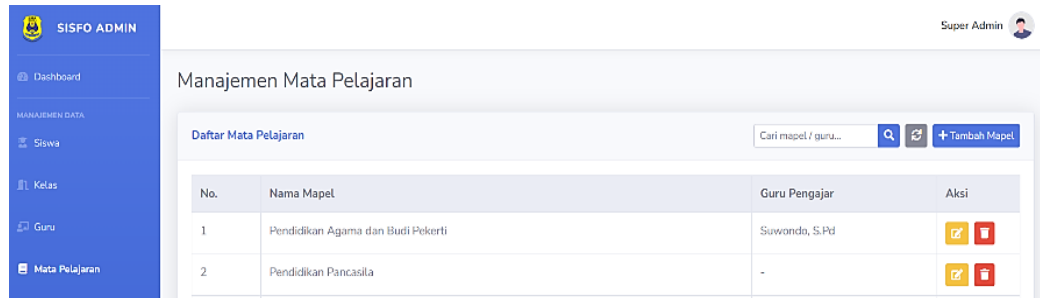 SISFO ADMIN
Super Admin
Dashboard
MANAJEMEN DATA
Siswa
Kelas
Guru
Mata Pelajaran
Manajemen Mata Pelajaran
Daftar Mata Pelajaran
Cari mapel / guru...
+ Tambah Mapel
No. Nama Mapel Guru Pengajar Aksi
1 Pendidikan Agama dan Budi Pekerti Suwondo, S.Pd
2 Pendidikan Pancasila -